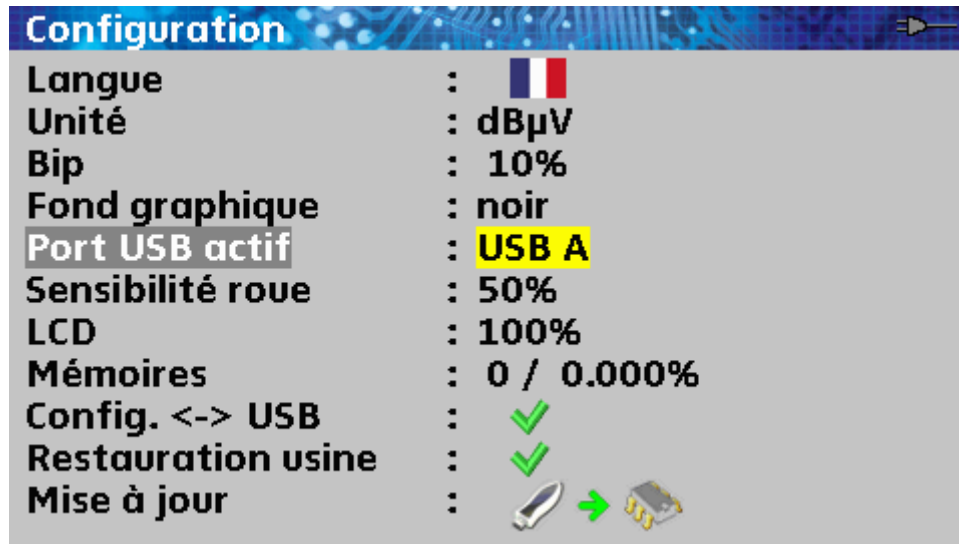 Configuration
Langue :
Unité : dBµV
Bip : 10%
Fond graphique : noir
Port USB actif : USB A
Sensibilité roue : 50%
LCD : 100%
Mémoires : 0 / 0.000%
Config. <-> USB :
Restauration usine :
Mise à jour :